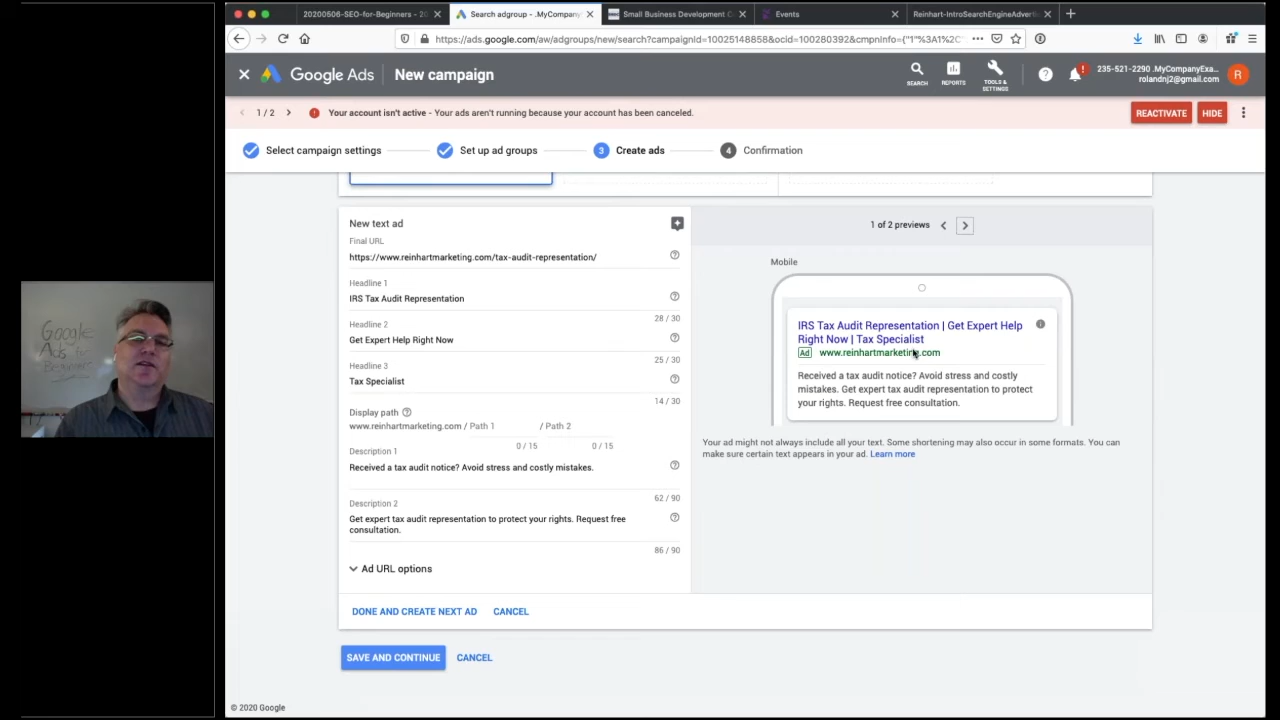 20200506-SEO-for-Beginners - 20
Search adgroup - .MyCompany
Small Business Development C
Events
Reinhart-IntroSearchEngineAdverti
https://ads.google.com/aw/adgroups/new/search?campaignId=10025148858&ocid=100280392&cmpnInfo={"1"%3A1%2C"
Google Ads
New campaign
SEARCH
REPORTS
TOOLS &
SETTINGS
235-521-2290 .MyCompanyExa...
rolandnj2@gmail.com
R
1 / 2
Your account isn't active - Your ads aren't running because your account has been canceled.
REACTIVATE
HIDE
Select campaign settings
Set up ad groups
3 Create ads
4 Confirmation
New text ad
Final URL
https://www.reinhartmarketing.com/tax-audit-representation/
Headline 1
IRS Tax Audit Representation
28 / 30
Headline 2
Get Expert Help Right Now
25 / 30
Headline 3
Tax Specialist
14 / 30
Display path
www.reinhartmarketing.com / Path 1 / Path 2
0 / 15 0 / 15
Description 1
Received a tax audit notice? Avoid stress and costly mistakes.
62 / 90
Description 2
Get expert tax audit representation to protect your rights. Request free
consultation.
86 / 90
Ad URL options
DONE AND CREATE NEXT AD
CANCEL
1 of 2 previews
Mobile
IRS Tax Audit Representation | Get Expert Help
Right Now | Tax Specialist
Ad www.reinhartmarketing.com
Received a tax audit notice? Avoid stress and costly
mistakes. Get expert tax audit representation to protect
your rights. Request free consultation.
Your ad might not always include all your text. Some shortening may also occur in some formats. You can
make sure certain text appears in your ad. Learn more
SAVE AND CONTINUE
CANCEL
© 2020 Google
Google
Ads for
Beginners